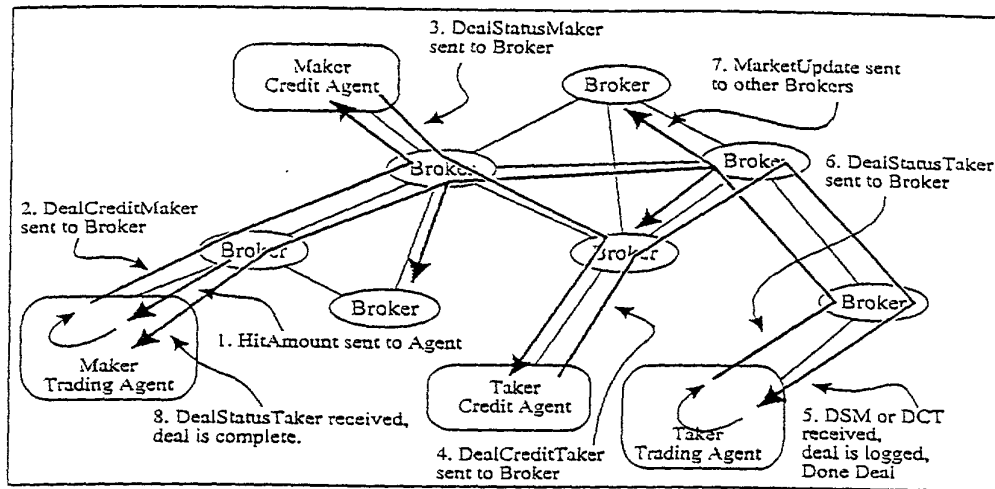 3. DealStatusMaker
sent to Broker
Maker
Credit Agent
Broker
7. MarketUpdate sent
to other Brokers
Broker
Broker
6. DealStatusTaker
sent to Broker
2. DealCreditMaker
sent to Broker
Broker
Broker
Broker
Broker
1. HitAmount sent to Agent
Maker
Trading Agent
8. DealStatusTaker received,
deal is complete.
Taker
Credit Agent
4. DealCreditTaker
sent to Broker
Taker
Trading Agent
5. DSM or DCT
received,
deal is logged,
Done Deal